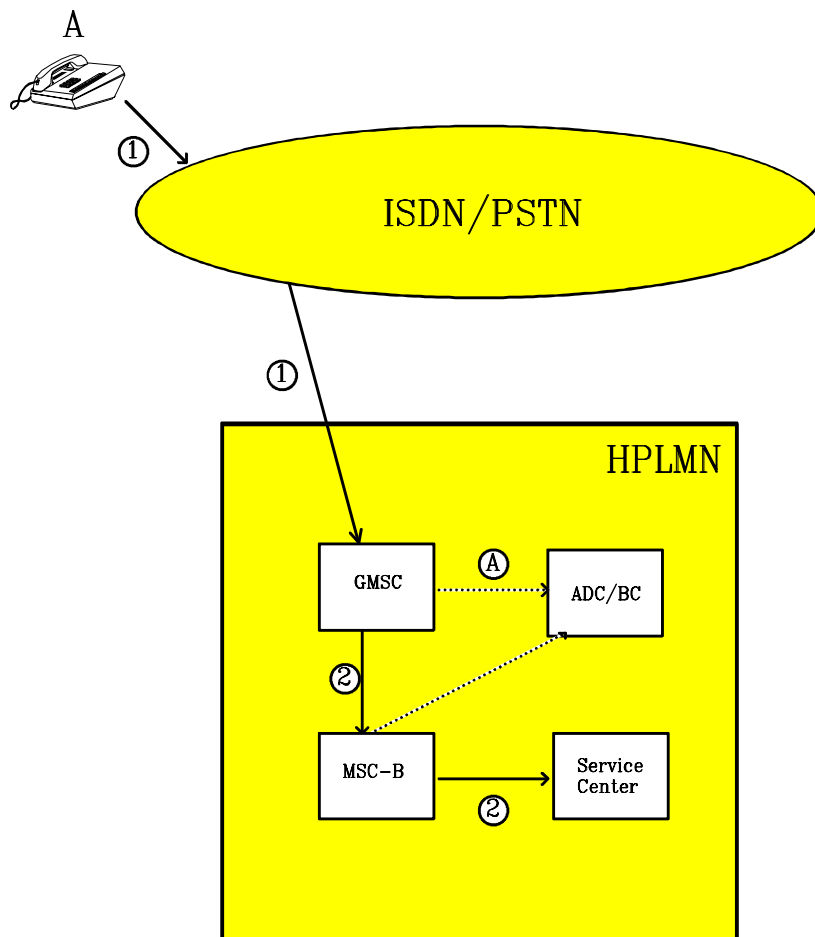 A
①
ISDN/PSTN
①
HPLMN
GMSC
Ⓐ
ADC/BC
②
MSC-B
②
Service
Center